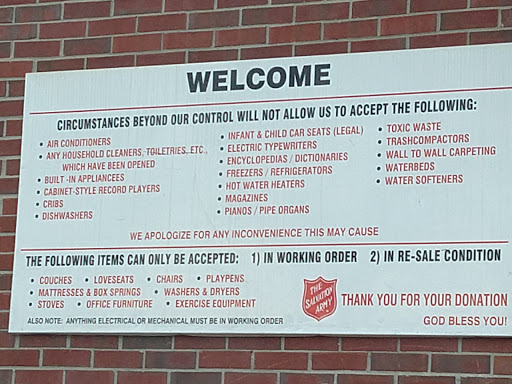 WELCOME
CIRCUMSTANCES BEYOND OUR CONTROL WILL NOT ALLOW US TO ACCEPT THE FOLLOWING:
• AIR CONDITIONERS
• ANY HOUSEHOLD CLEANERS, TOILETRIES, ETC.,
WHICH HAVE BEEN OPENED
• BUILT-IN APPLIANCEES
• CABINET-STYLE RECORD PLAYERS
• CRIBS
• DISHWASHERS
• INFANT & CHILD CAR SEATS (LEGAL)
• ELECTRIC TYPEWRITERS
• ENCYCLOPEDIAS / DICTIONARIES
• FREEZERS / REFRIGERATORS
• HOT WATER HEATERS
• MAGAZINES
• PIANOS / PIPE ORGANS
• TOXIC WASTE
• TRASHCOMPACTORS
• WALL TO WALL CARPETING
• WATERBEDS
• WATER SOFTENERS
WE APOLOGIZE FOR ANY INCONVENIENCE THIS MAY CAUSE
THE FOLLOWING ITEMS CAN ONLY BE ACCEPTED: 1) IN WORKING ORDER 2) IN RE-SALE CONDITION
• COUCHES • LOVESEATS • CHAIRS • PLAYPENS
• MATTRESSES & BOX SPRINGS • WASHERS & DRYERS
• STOVES • OFFICE FURNITURE • EXERCISE EQUIPMENT
ALSO NOTE: ANYTHING ELECTRICAL OR MECHANICAL MUST BE IN WORKING ORDER
THE
SALVATION
ARMY
THANK YOU FOR YOUR DONATION
GOD BLESS YOU!